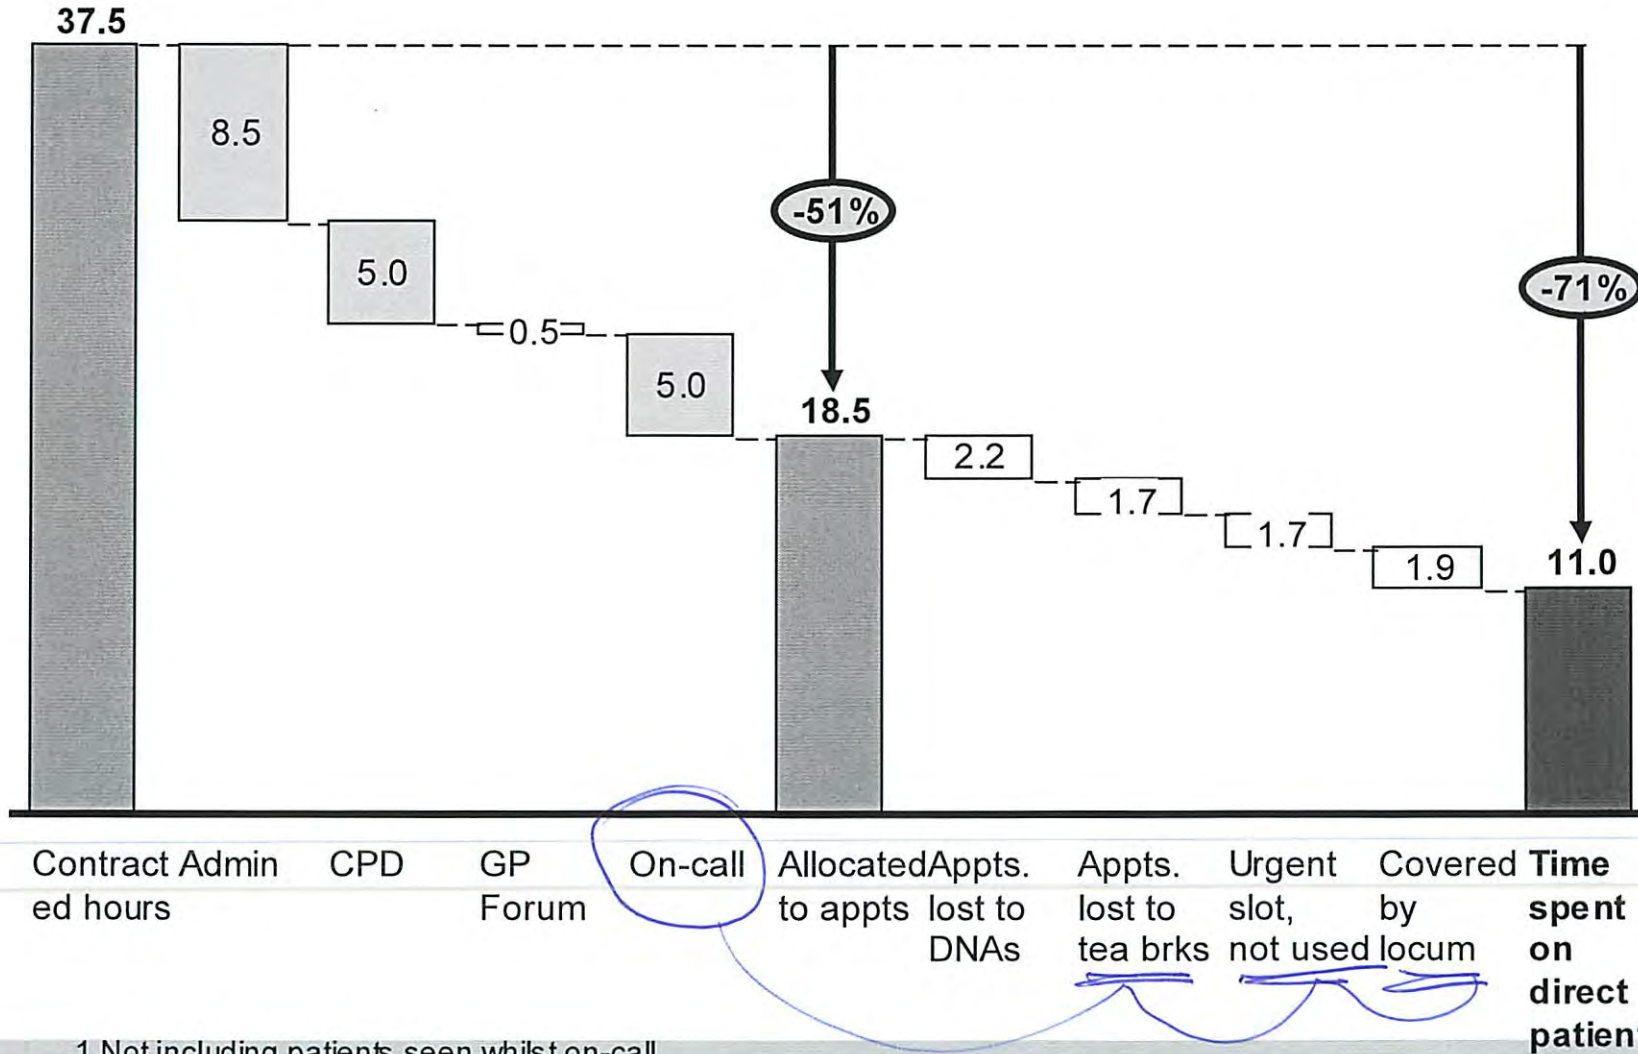 37.5
8.5
5.0
0.5
5.0
-51%
18.5
2.2
1.7
1.7
1.9
-71%
11.0
Contract
ed hours
Admin
CPD
GP
Forum
On-call
Allocated
to appts
Appts.
lost to
DNAs
Appts.
lost to
tea brks
Urgent
slot,
not used
Covered
by
locum
Time
spent
on
direct
patient
1 Not including patients seen whilst on-call